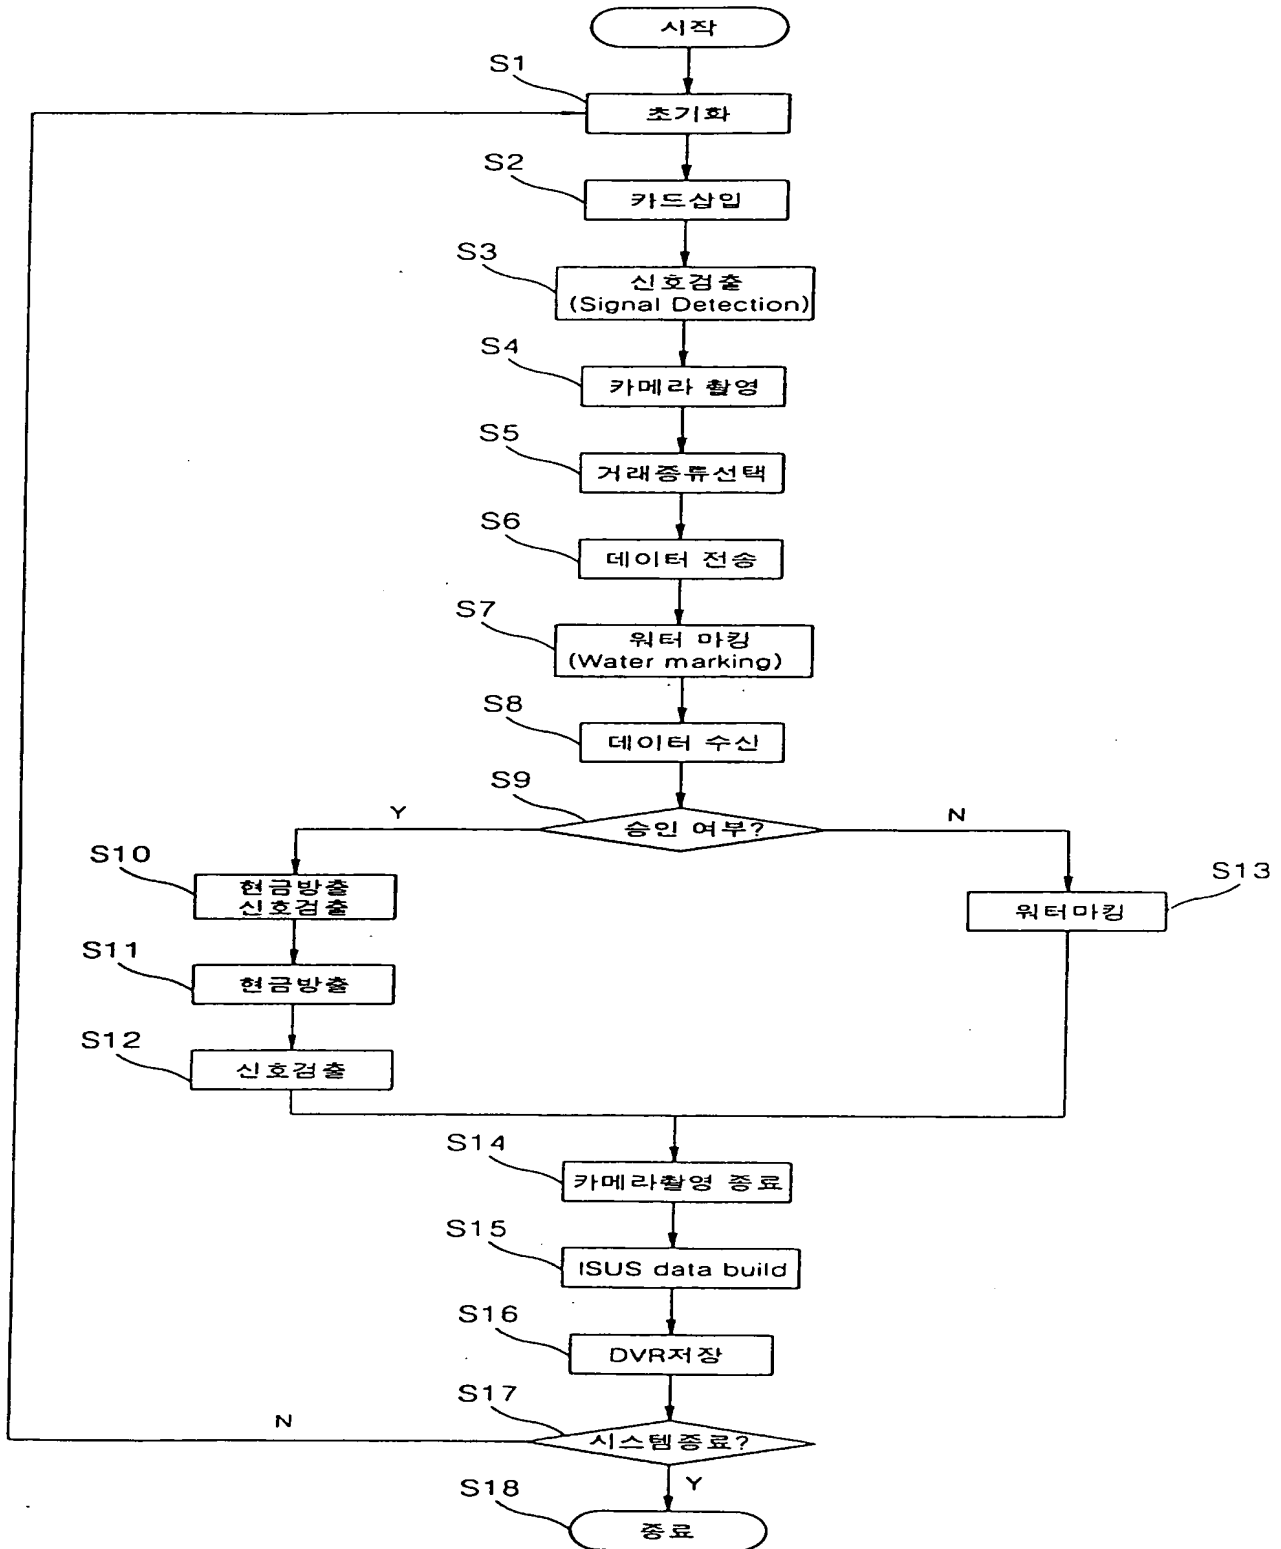 시작
S1
초기화
S2
카드삽입
S3
신호검출
(Signal Detection)
S4
카메라 촬영
S5
거래종류선택
S6
데이터 전송
S7
워터 마킹
(Water marking)
S8
데이터 수신
S9
승인 여부?
Y
N
S10
현금방출
신호검출
S11
현금방출
S12
신호검출
S13
워터마킹
S14
카메라촬영 종료
S15
ISUS data build
S16
DVR저장
S17
시스템종료?
N
Y
S18
종료